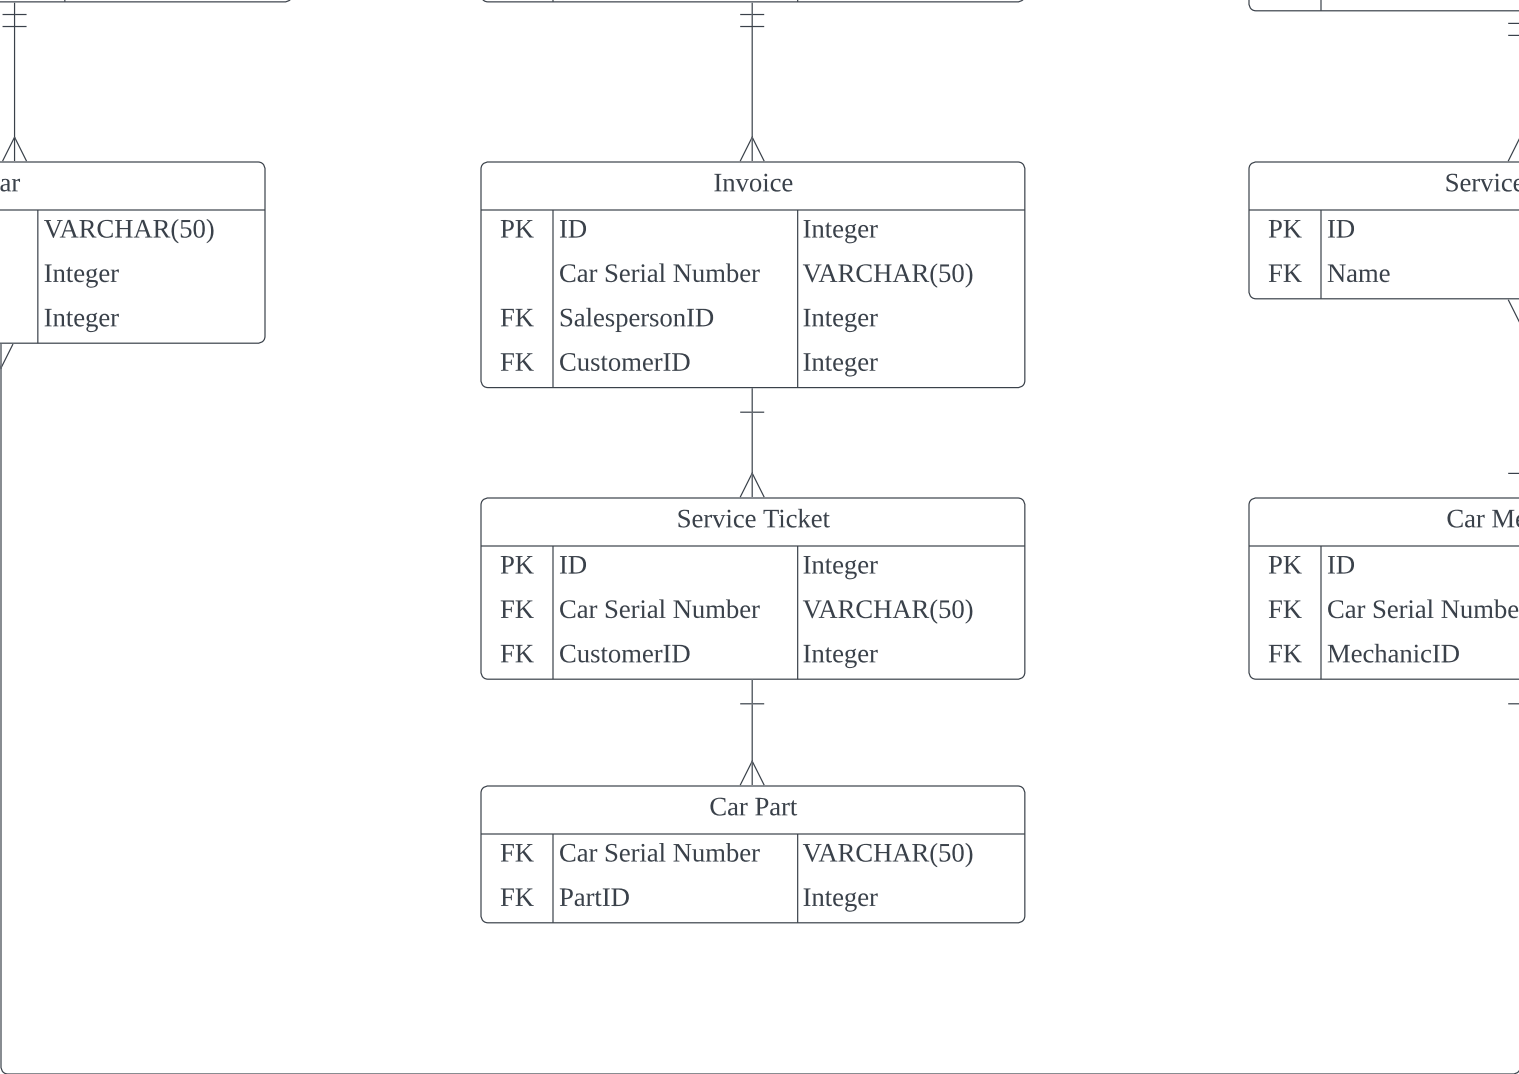 ar
VARCHAR(50)
Integer
Integer
Invoice
PK ID Integer
Car Serial Number VARCHAR(50)
FK SalespersonID Integer
FK CustomerID Integer
Service Ticket
PK ID Integer
FK Car Serial Number VARCHAR(50)
FK CustomerID Integer
Car Part
FK Car Serial Number VARCHAR(50)
FK PartID Integer
Service
PK ID
FK Name
Car Me
PK ID
FK Car Serial Numbe
FK MechanicID